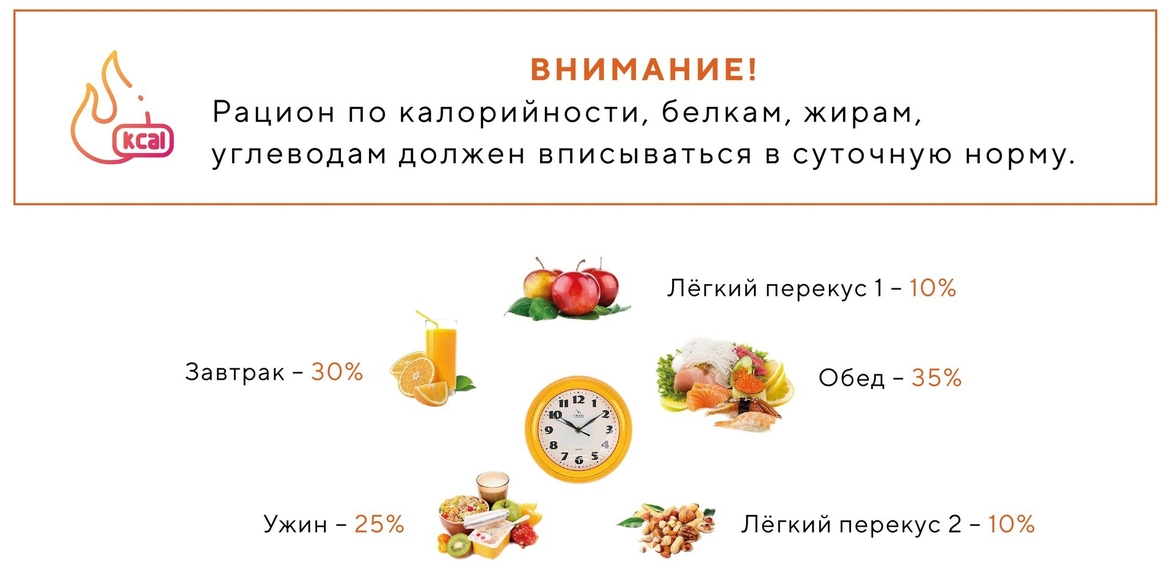 ВНИМАНИЕ!
kcal
Рацион по калорийности, белкам, жирам,
углеводам должен вписываться в суточную норму.
Лёгкий перекус 1 – 10%
Завтрак – 30%
Обед – 35%
12
11 1
10 2
9 3
8 4
7 5
6
Ужин – 25%
Лёгкий перекус 2 – 10%